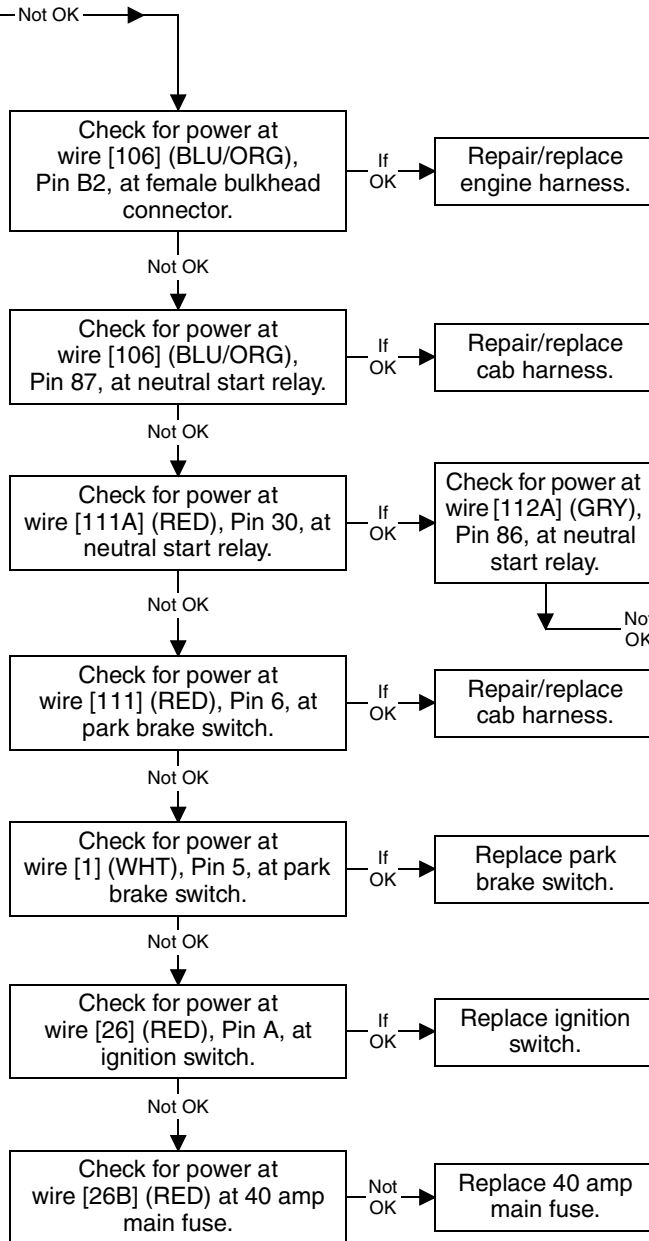 Not OK
Check for power at
wire [106] (BLU/ORG),
Pin B2, at female bulkhead
connector.
If
OK
Repair/replace
engine harness.
Not OK
Check for power at
wire [106] (BLU/ORG),
Pin 87, at neutral start relay.
If
OK
Repair/replace
cab harness.
Not OK
Check for power at
wire [111A] (RED), Pin 30, at
neutral start relay.
If
OK
Check for power at
wire [112A] (GRY),
Pin 86, at neutral
start relay.
Not OK
Not
OK
Check for power at
wire [111] (RED), Pin 6, at
park brake switch.
If
OK
Repair/replace
cab harness.
Not OK
Check for power at
wire [1] (WHT), Pin 5, at park
brake switch.
If
OK
Replace park
brake switch.
Not OK
Check for power at
wire [26] (RED), Pin A, at
ignition switch.
If
OK
Replace ignition
switch.
Not OK
Check for power at
wire [26B] (RED) at 40 amp
main fuse.
Not
OK
Replace 40 amp
main fuse.